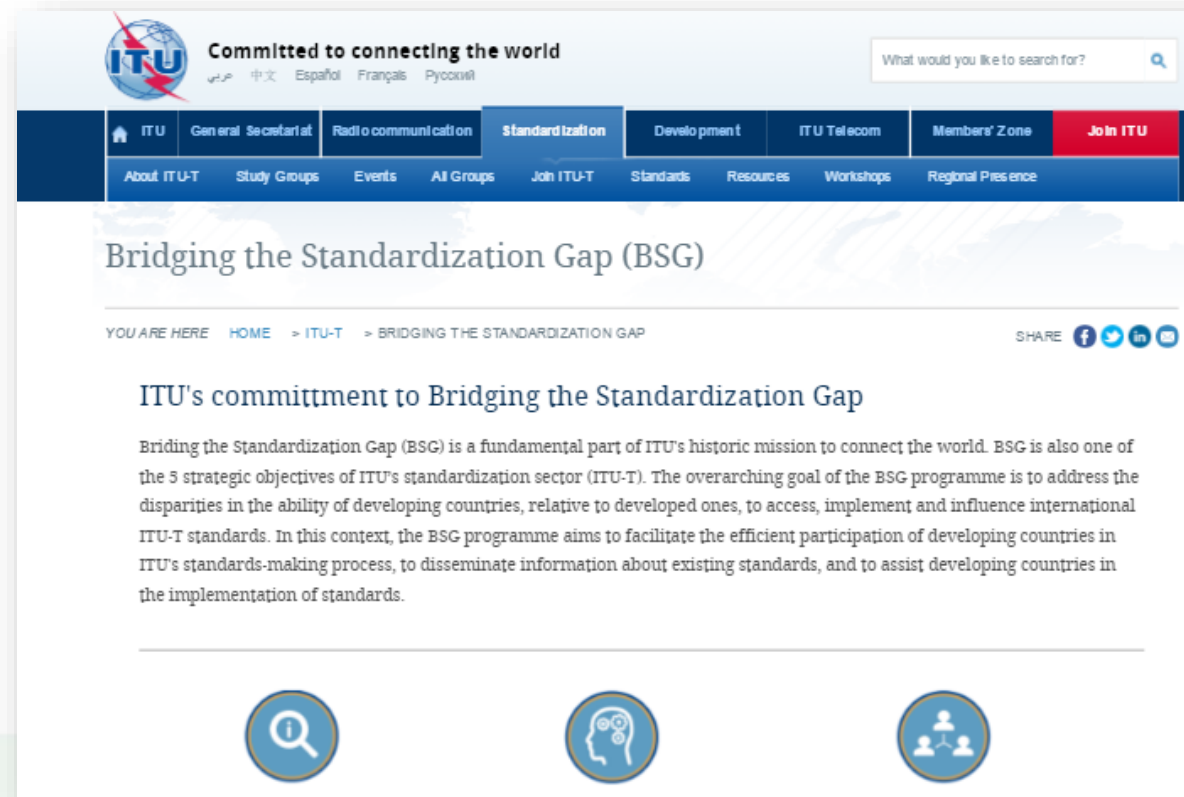 ITU
Committed to connecting the world
عربي 中文 Español Français Русский
What would you like to search for?
ITU General Secretariat Radiocommunication Standardization Development ITU Telecom Members' Zone Join ITU
About ITU-T Study Groups Events All Groups Join ITU-T Standards Resources Workshops Regional Presence
Bridging the Standardization Gap (BSG)
YOU ARE HERE HOME > ITU-T > BRIDGING THE STANDARDIZATION GAP
SHARE
ITU's committment to Bridging the Standardization Gap
Briding the Standardization Gap (BSG) is a fundamental part of ITU's historic mission to connect the world. BSG is also one of
the 5 strategic objectives of ITU's standardization sector (ITU-T). The overarching goal of the BSG programme is to address the
disparities in the ability of developing countries, relative to developed ones, to access, implement and influence international
ITU-T standards. In this context, the BSG programme aims to facilitate the efficient participation of developing countries in
ITU's standards-making process, to disseminate information about existing standards, and to assist developing countries in
the implementation of standards.